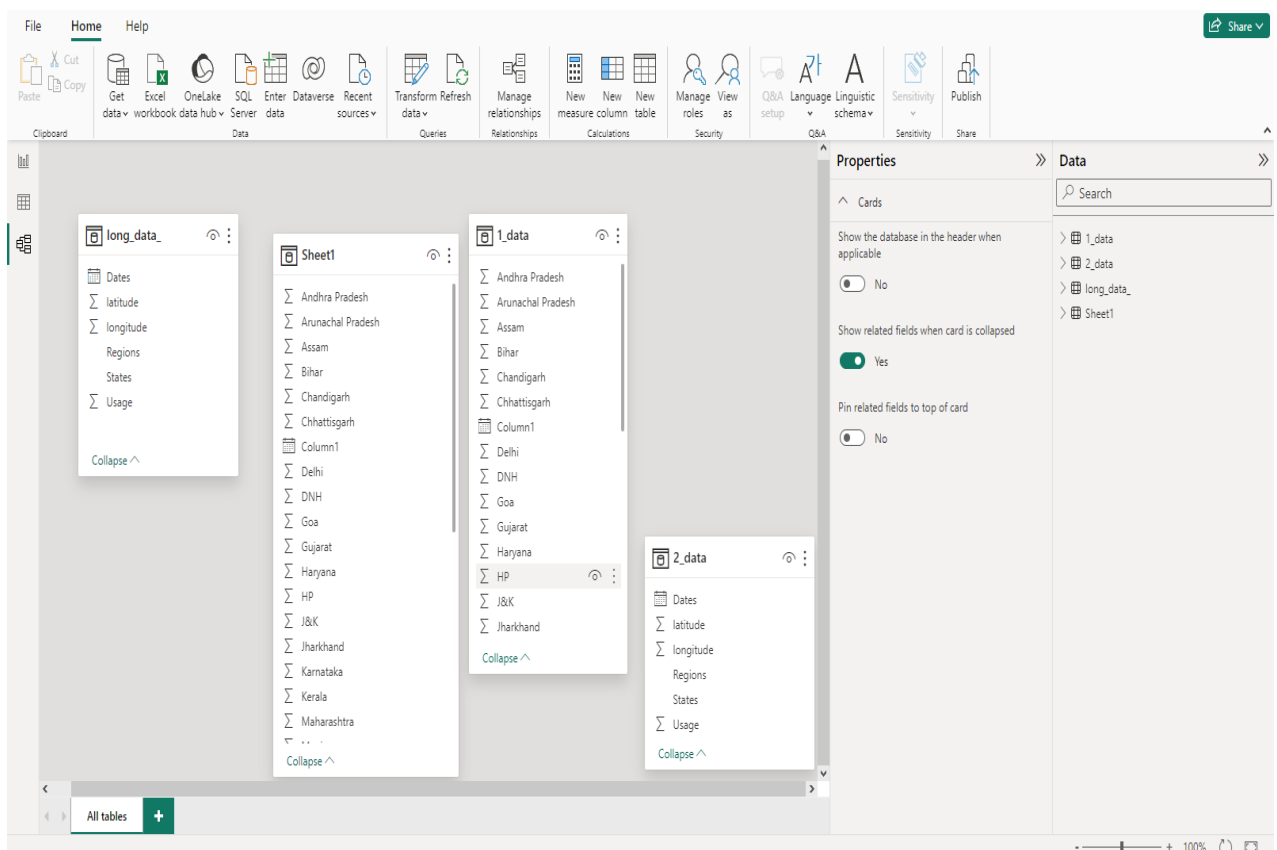 File Home Help
Share
Paste
Cut
Copy
Get data
Excel workbook
OneLake data hub
SQL Server
Enter data
Dataverse
Recent sources
Transform data
Refresh
Manage relationships
New measure
New column
New table
Manage roles
View as
Q&A setup
Language
Linguistic schema
Sensitivity
Publish
Clipboard
Data
Queries
Relationships
Calculations
Security
Q&A
Sensitivity
Share
long_data_
Dates
latitude
longitude
Regions
States
Usage
Collapse
Sheet1
Andhra Pradesh
Arunachal Pradesh
Assam
Bihar
Chandigarh
Chhattisgarh
Column1
Delhi
DNH
Goa
Gujarat
Haryana
HP
J&K
Jharkhand
Karnataka
Kerala
Maharashtra
Collapse
1_data
Andhra Pradesh
Arunachal Pradesh
Assam
Bihar
Chandigarh
Chhattisgarh
Column1
Delhi
DNH
Goa
Gujarat
Haryana
HP
J&K
Jharkhand
Collapse
2_data
Dates
latitude
longitude
Regions
States
Usage
Collapse
Properties
Cards
Show the database in the header when
applicable
No
Show related fields when card is collapsed
Yes
Pin related fields to top of card
No
Data
Search
1_data
2_data
long_data_
Sheet1
All tables +
- + 100%